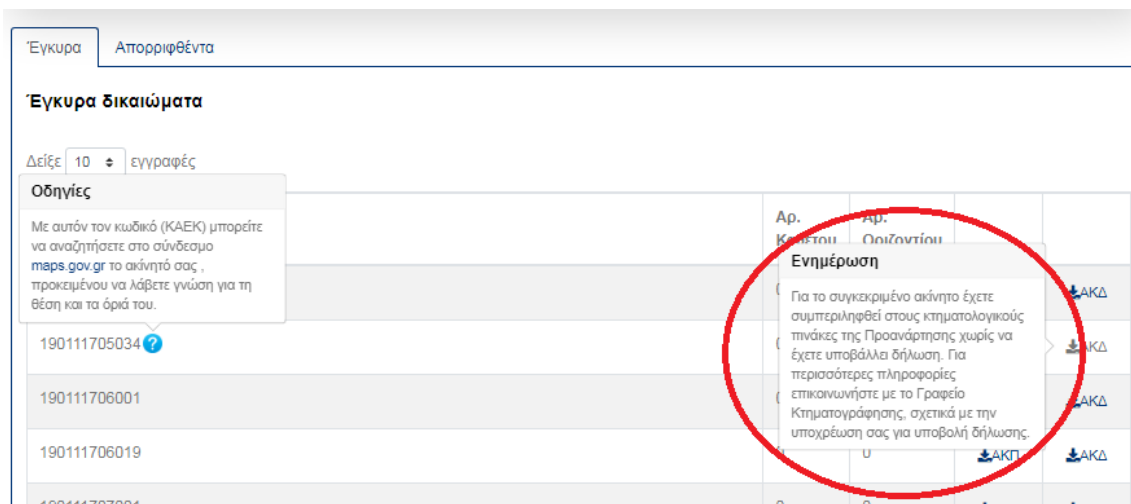 Έγκυρα Απορριφθέντα
Έγκυρα δικαιώματα
Δείξε 10 εγγραφές
Οδηγίες
Με αυτόν τον κωδικό (ΚΑΕΚ) μπορείτε
να αναζητήσετε στο σύνδεσμο
maps.gov.gr το ακίνητό σας ,
προκειμένου να λάβετε γνώση για τη
θέση και τα όριά του.
Αρ. Αρ.
Οριζοντίου
Ενημέρωση
Για το συγκεκριμένο ακίνητο έχετε
συμπεριληφθεί στους κτηματολογικούς
πινάκες της Προανάρτησης χωρίς να
έχετε υποβάλλει δήλωση. Για
περισσότερες πληροφορίες
επικοινωνήστε με το Γραφείο
Κτηματογράφησης, σχετικά με την
υποχρέωση σας για υποβολή δήλωσης.
ΑΚΔ
190111705034 ? ΑΚΔ
190111706001 ΑΚΔ
190111706019 0 ΑΚΠ ΑΚΔ